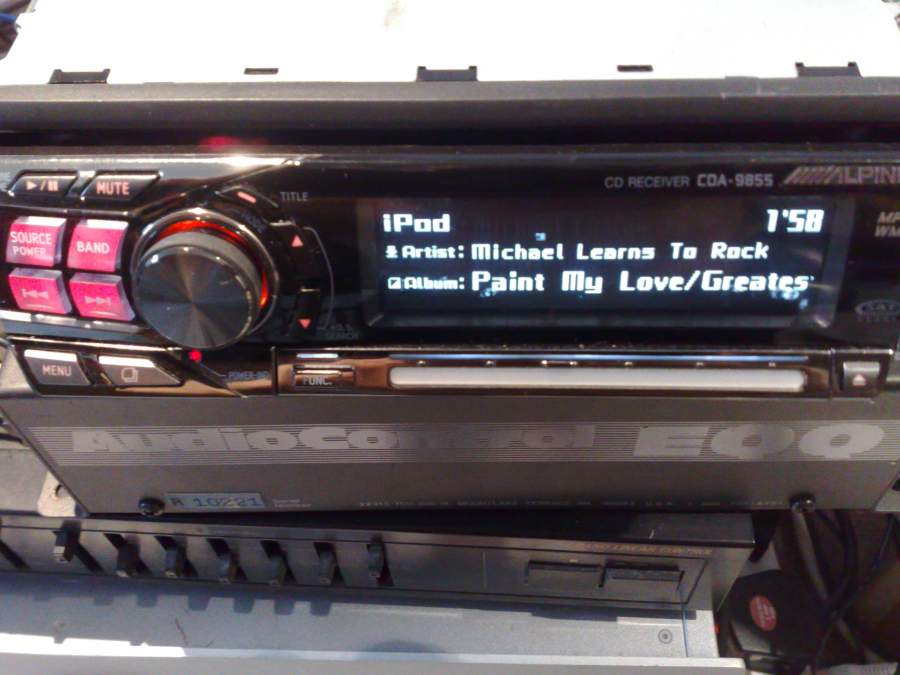 TITLE
CD RECEIVER CDA-9855 ALPINE
▶/❚❚ MUTE
SOURCE POWER BAND
iPod 1'58
Artist: Michael Learns To Rock
Album: Paint My Love/Greates
MENU
FUNC.
AudioControl EQQ
A 10221